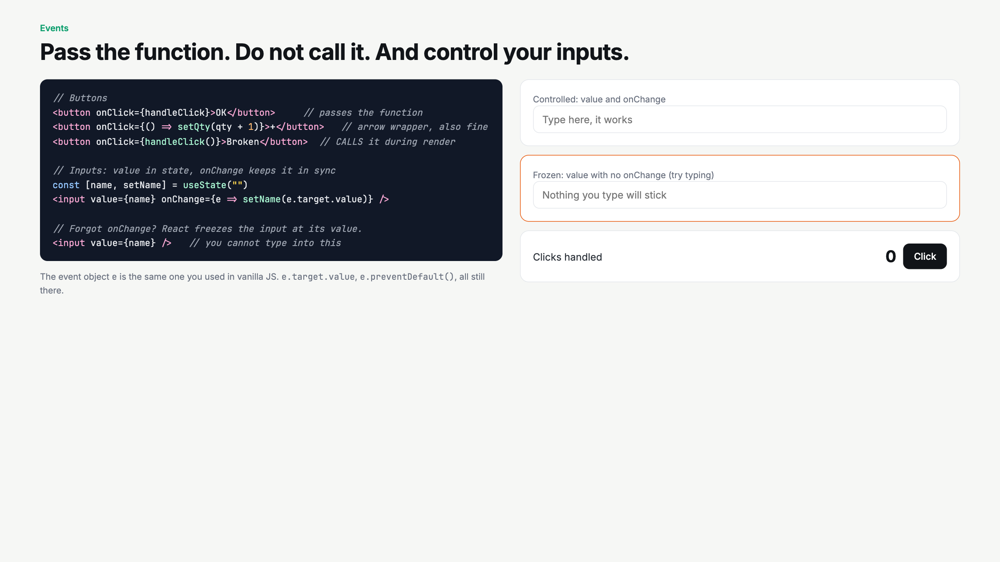 Events
Pass the function. Do not call it. And control your inputs.
// Buttons
<button onClick={handleClick}>OK</button>     // passes the function
<button onClick={() => setQty(qty + 1)}>+</button>   // arrow wrapper, also fine
<button onClick={handleClick()}>Broken</button>  // CALLS it during render
// Inputs: value in state, onChange keeps it in sync
const [name, setName] = useState("")
<input value={name} onChange={e => setName(e.target.value)} />
// Forgot onChange? React freezes the input at its value.
<input value={name} />   // you cannot type into this
The event object e is the same one you used in vanilla JS. e.target.value, e.preventDefault(), all still
there.
Controlled: value and onChange
Type here, it works
Frozen: value with no onChange (try typing)
Nothing you type will stick
Clicks handled 0 Click